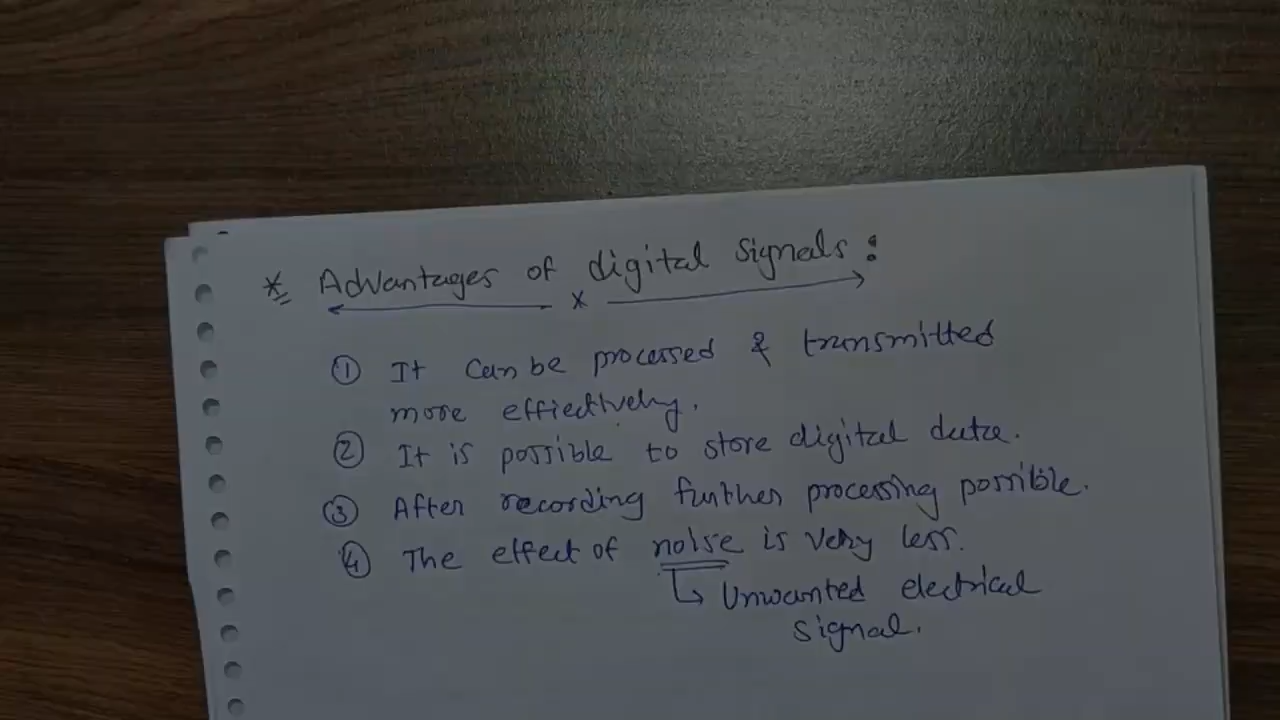 * Advantages of digital signals :
x
① It can be processed & transmitted
more effiectively.
② It is possible to store digital data.
③ After recording further processing possible.
④ The effect of noise is very less.
↳ Unwanted electrical
signal.